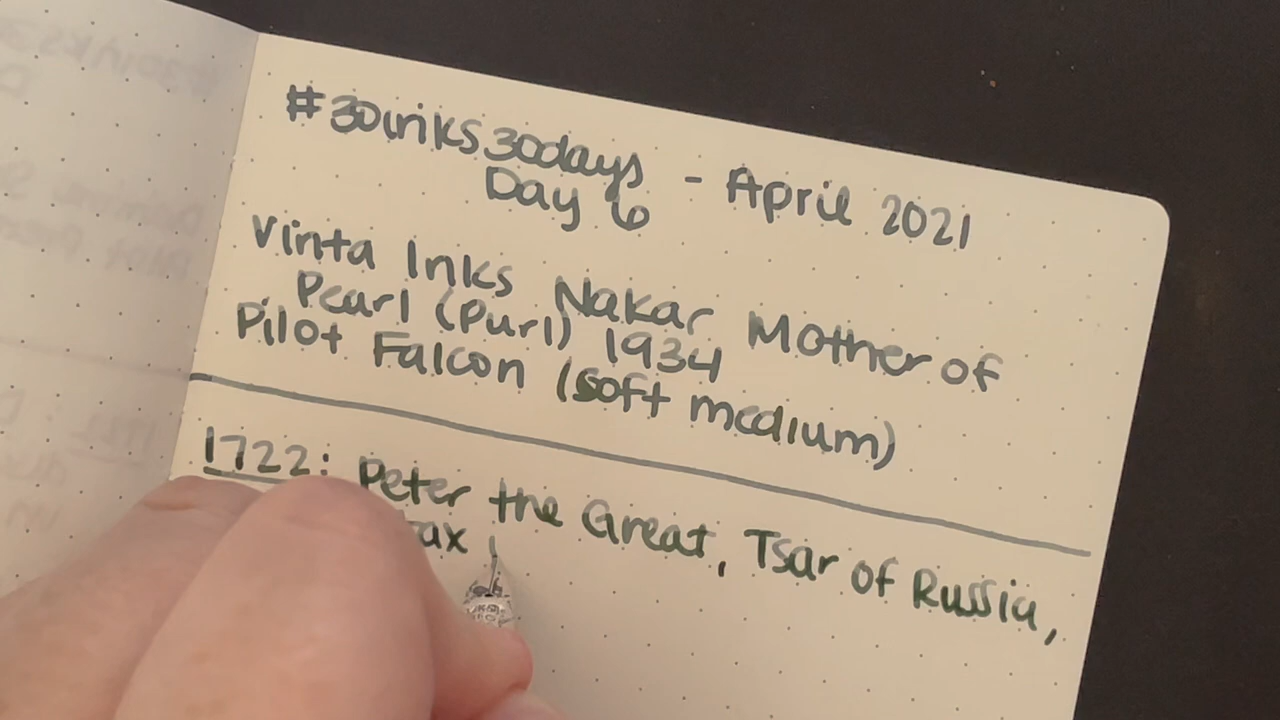 #30inks30days - April 2021
Day 6
Vinta Inks Nakar Mother of
Pearl (Purl) 1934
Pilot Falcon (soft medium)
1722: Peter the Great, Tsar of Russia,
tax